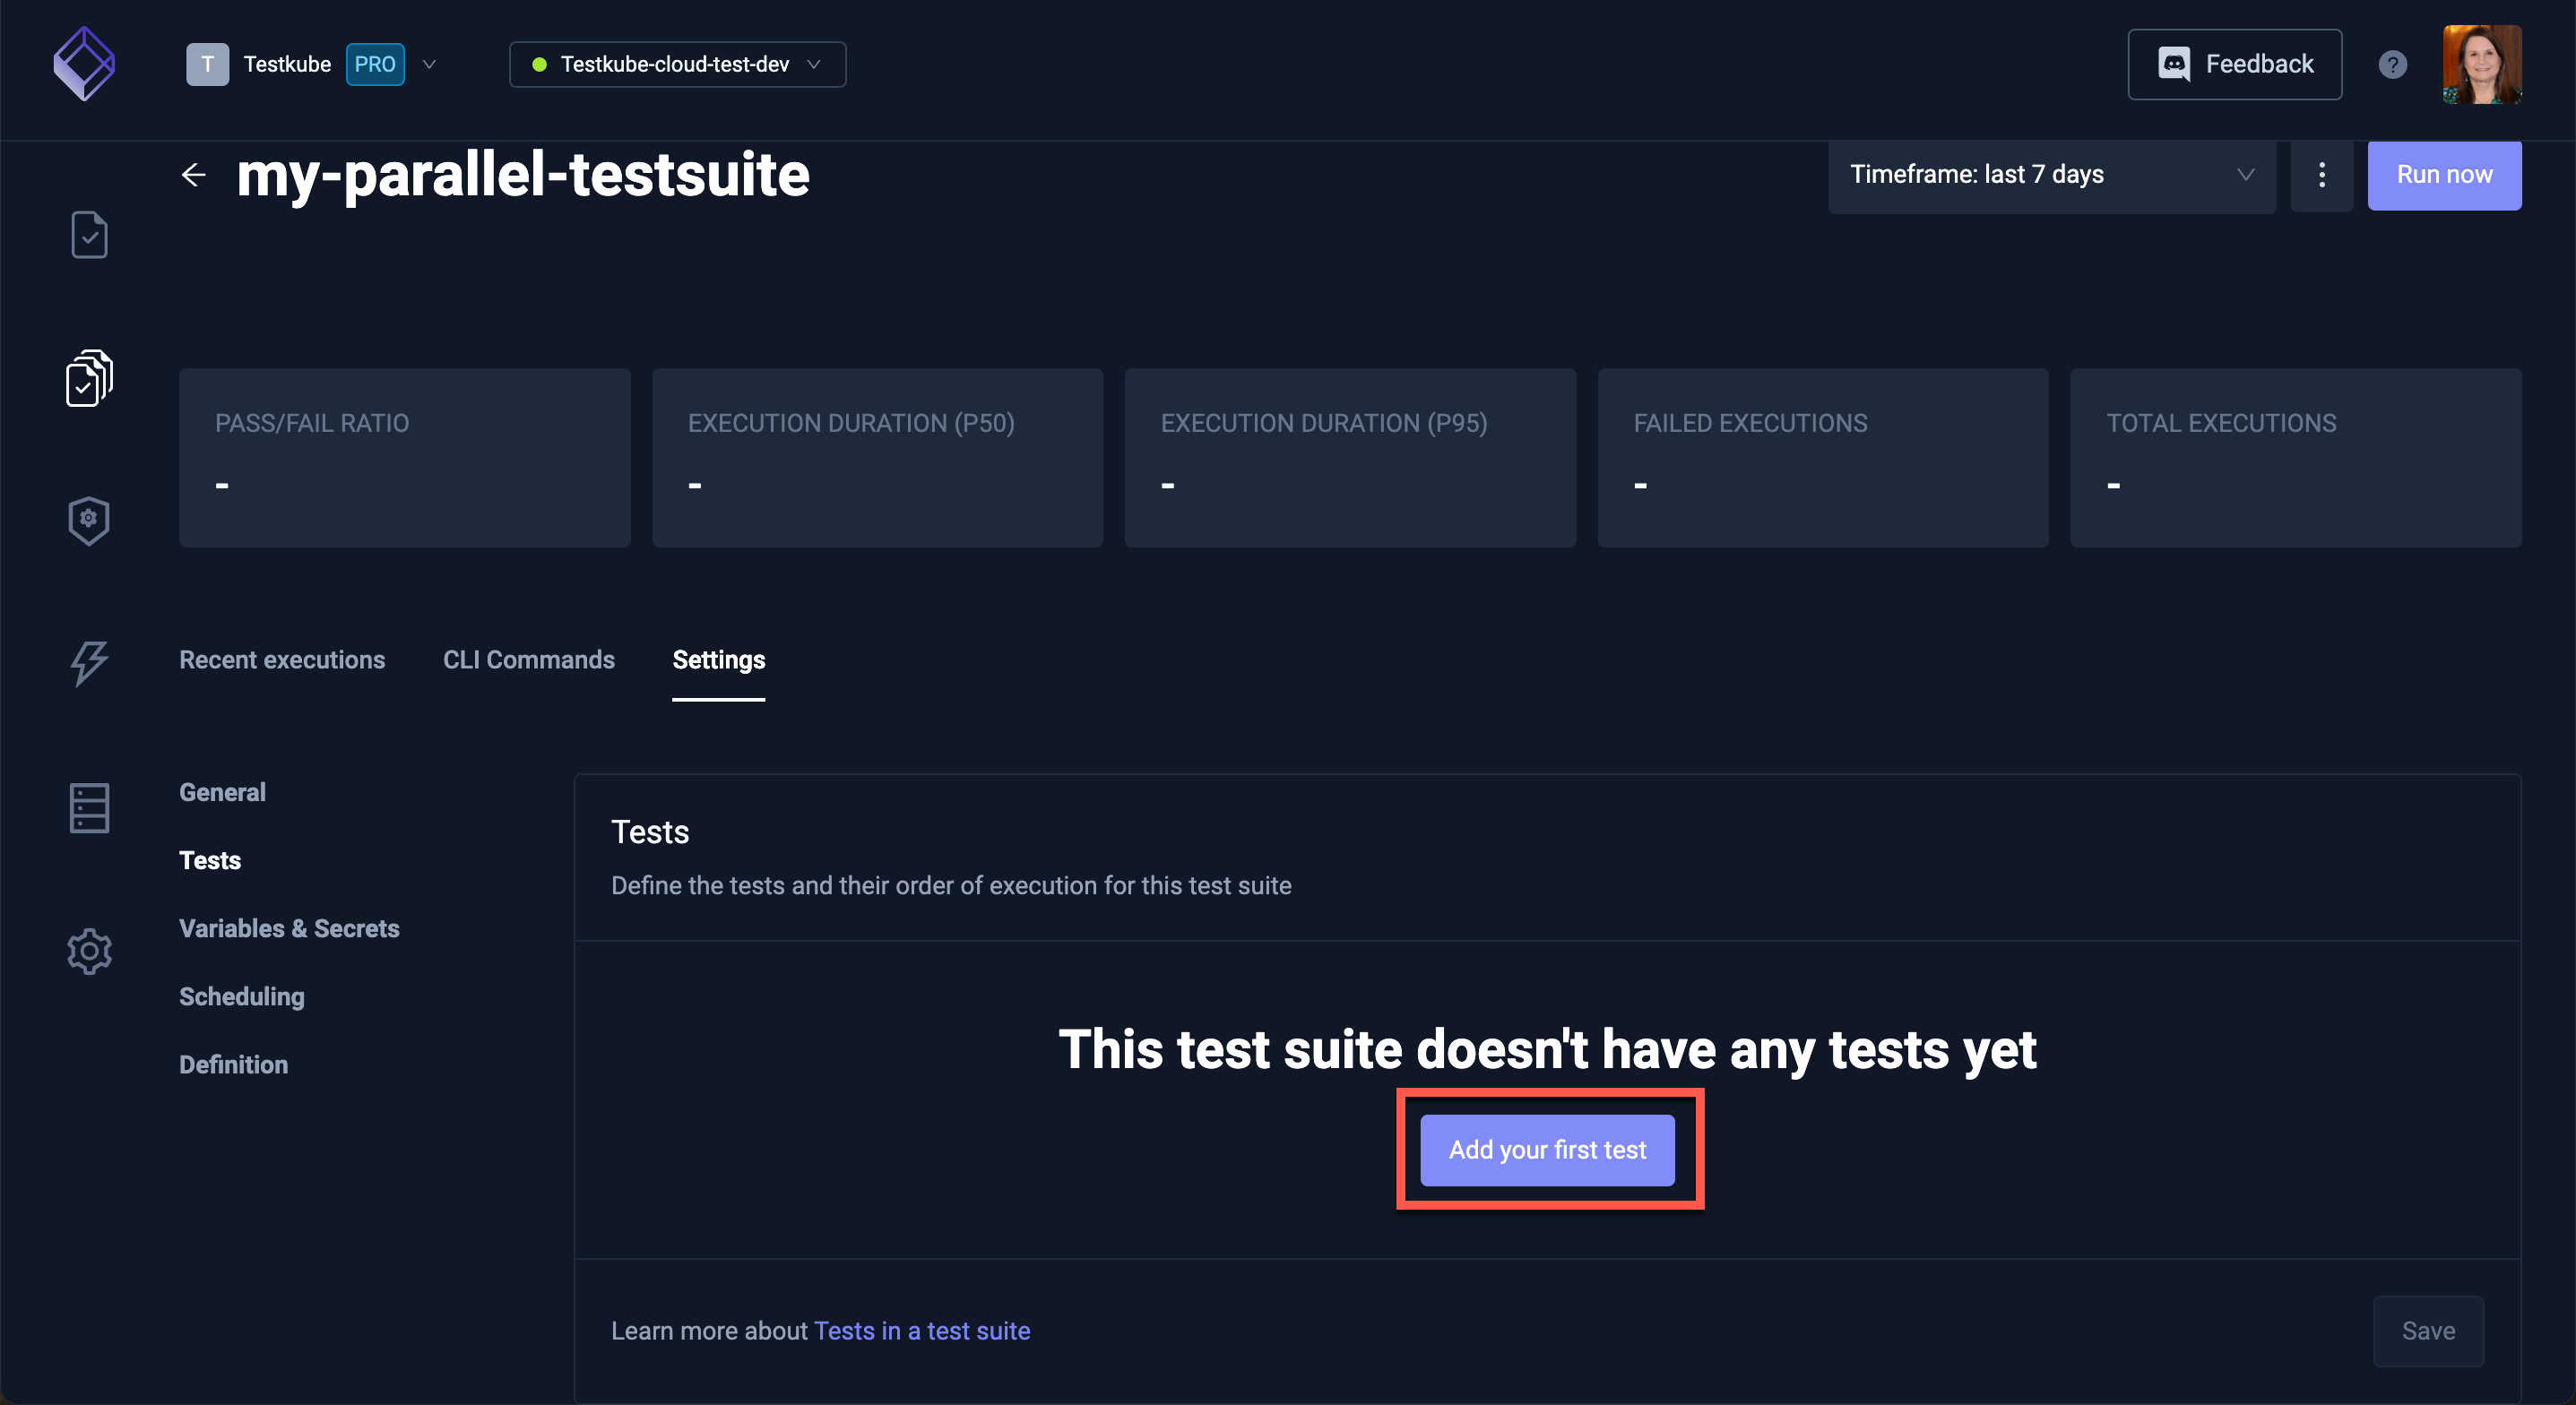 T Testkube PRO Testkube-cloud-test-dev Feedback ?
my-parallel-testsuite Timeframe: last 7 days Run now
PASS/FAIL RATIO
-
EXECUTION DURATION (P50)
-
EXECUTION DURATION (P95)
-
FAILED EXECUTIONS
-
TOTAL EXECUTIONS
-
Recent executions CLI Commands Settings
General
Tests
Variables & Secrets
Scheduling
Definition
Tests
Define the tests and their order of execution for this test suite
This test suite doesn't have any tests yet
Add your first test
Learn more about Tests in a test suite
Save